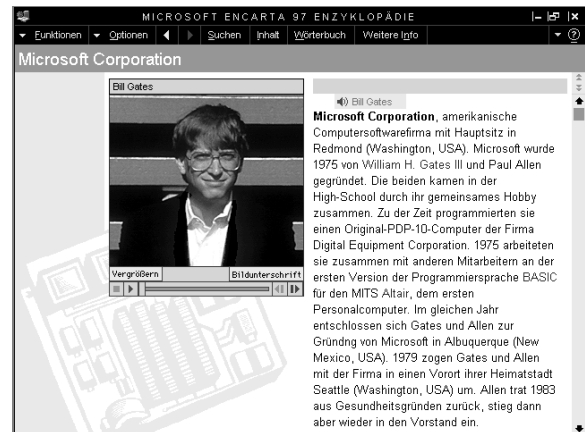 MICROSOFT ENCARTA 97 ENZYKLOPÄDIE
Funktionen Optionen Suchen Inhalt Wörterbuch Weitere Info
Microsoft Corporation
Bill Gates
Vergrößern Bildunterschrift
Bill Gates
Microsoft Corporation, amerikanische
Computersoftwarefirma mit Hauptsitz in
Redmond (Washington, USA). Microsoft wurde
1975 von William H. Gates III und Paul Allen
gegründet. Die beiden kamen in der
High-School durch ihr gemeinsames Hobby
zusammen. Zu der Zeit programmierten sie
einen Original-PDP-10-Computer der Firma
Digital Equipment Corporation. 1975 arbeiteten
sie zusammen mit anderen Mitarbeitern an der
ersten Version der Programmiersprache BASIC
für den MITS Altair, dem ersten
Personalcomputer. Im gleichen Jahr
entschlossen sich Gates und Allen zur
Gründng von Microsoft in Albuquerque (New
Mexico, USA). 1979 zogen Gates und Allen
mit der Firma in einen Vorort ihrer Heimatstadt
Seattle (Washington, USA) um. Allen trat 1983
aus Gesundheitsgründen zurück, stieg dann
aber wieder in den Vorstand ein.